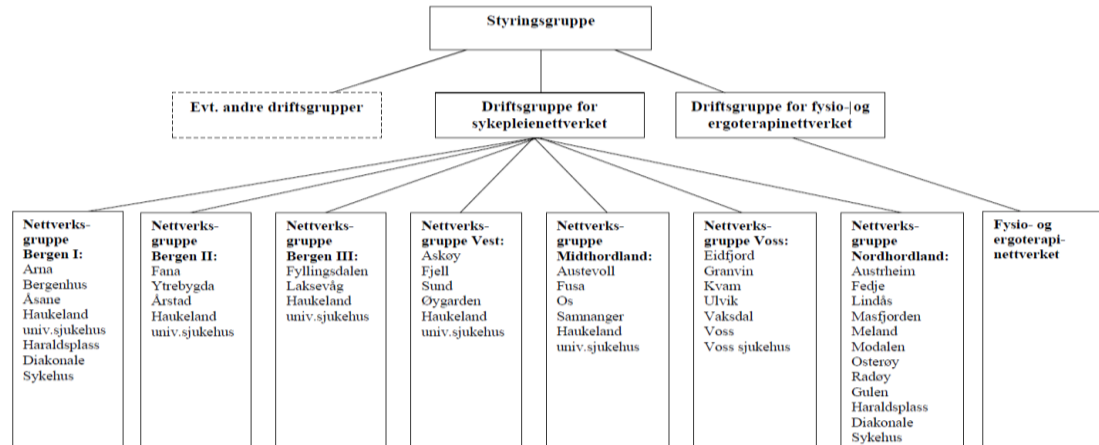 Styringsgruppe
Evt. andre driftsgrupper
Driftsgruppe for
sykepleienettverket
Driftsgruppe for fysio-|og
ergoterapinettverket
Nettverks-
gruppe
Bergen I:
Arna
Bergenhus
Åsane
Haukeland
univ.sjukehus
Haraldsplass
Diakonale
Sykehus
Nettverks-
gruppe
Bergen II:
Fana
Ytrebygda
Årstad
Haukeland
univ.sjukehus
Nettverks-
gruppe
Bergen III:
Fyllingsdalen
Laksevåg
Haukeland
univ.sjukehus
Nettverks-
gruppe Vest:
Askøy
Fjell
Sund
Øygarden
Haukeland
univ.sjukehus
Nettverks-
gruppe
Midthordland:
Austevoll
Fusa
Os
Samnanger
Haukeland
univ.sjukehus
Nettverks-
gruppe Voss:
Eidfjord
Granvin
Kvam
Ulvik
Vaksdal
Voss
Voss sjukehus
Nettverks-
gruppe
Nordhordland:
Austrheim
Fedje
Lindås
Masfjorden
Meland
Modalen
Osterøy
Radøy
Gulen
Haraldsplass
Diakonale
Sykehus
Fysio- og
ergoterapi-
nettverket